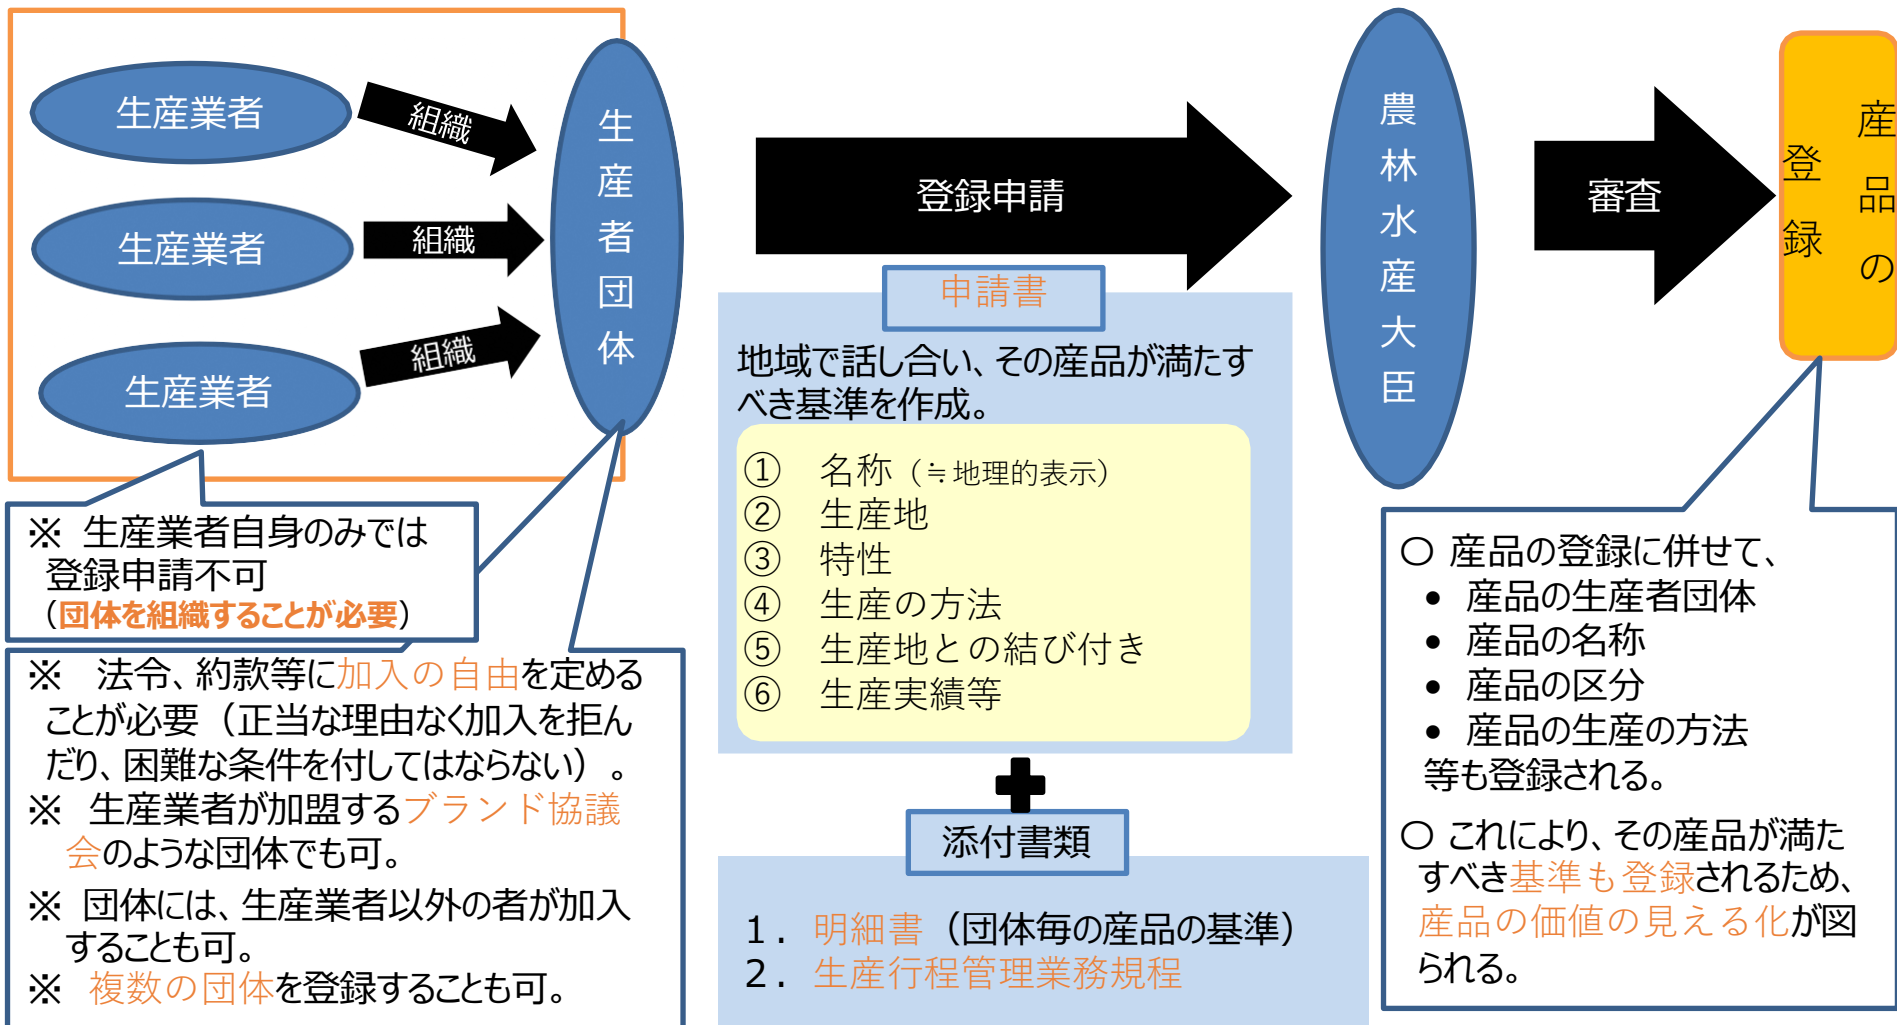 生産業者
組織
生産業者
組織
生産業者
組織
生産者団体
登録申請
農林水産大臣
審査
産品の
登録
※ 生産業者自身のみでは
登録申請不可
（団体を組織することが必要）
※ 法令、約款等に加入の自由を定める
ことが必要（正当な理由なく加入を拒ん
だり、困難な条件を付してはならない）。
※ 生産業者が加盟するブランド協議
会のような団体でも可。
※ 団体には、生産業者以外の者が加入
することも可。
※ 複数の団体を登録することも可。
申請書
地域で話し合い、その産品が満たす
べき基準を作成。
① 名称（≒地理的表示）
② 生産地
③ 特性
④ 生産の方法
⑤ 生産地との結び付き
⑥ 生産実績等
添付書類
１．明細書（団体毎の産品の基準）
２．生産行程管理業務規程
○ 産品の登録に併せて、
• 産品の生産者団体
• 産品の名称
• 産品の区分
• 産品の生産の方法
等も登録される。
○ これにより、その産品が満た
すべき基準も登録されるため、
産品の価値の見える化が図
られる。